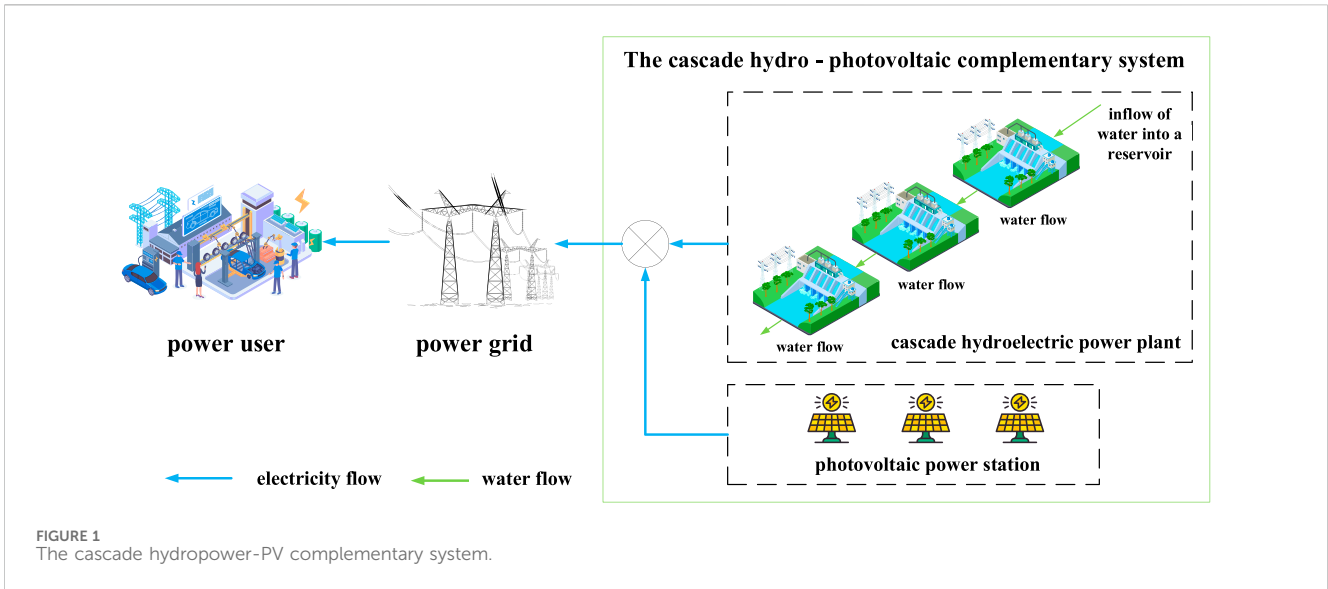 The cascade hydro - photovoltaic complementary system
inflow of
water into a
reservoir
water flow
water flow
water flow
cascade hydroelectric power plant
power user
power grid
photovoltaic power station
electricity flow
water flow
FIGURE 1
The cascade hydropower-PV complementary system.